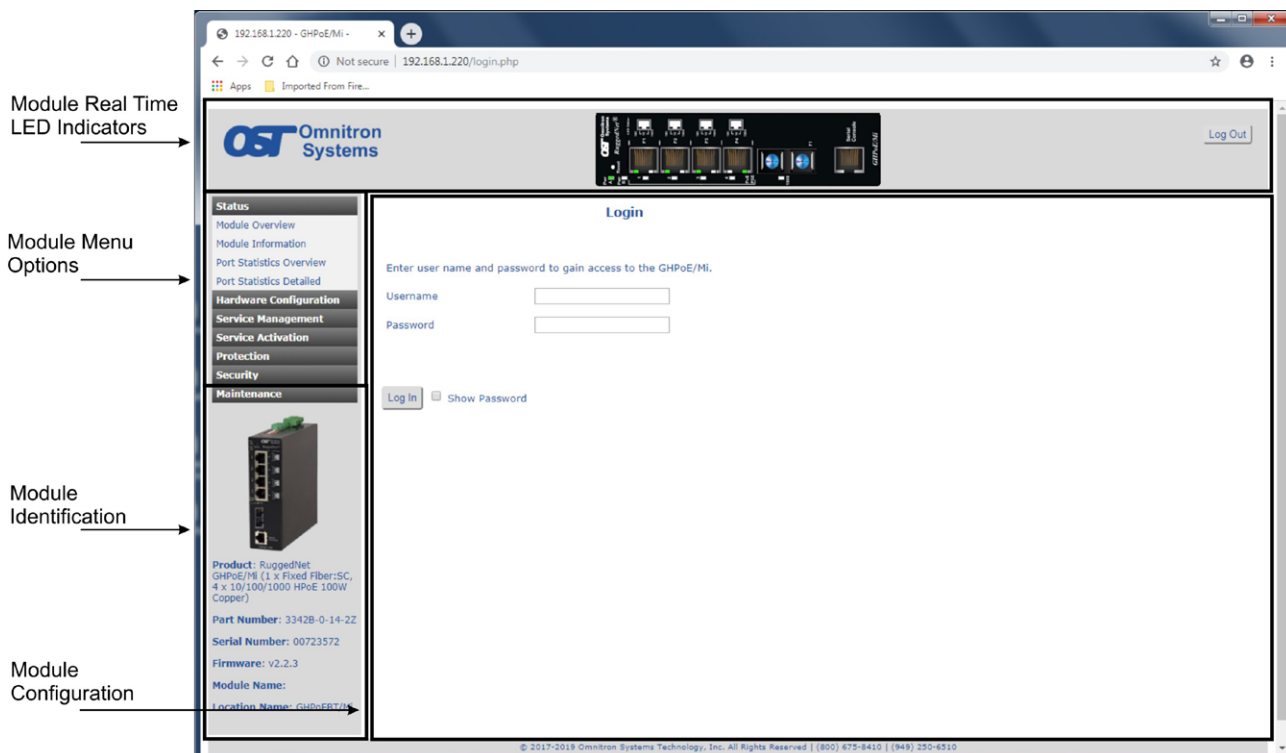 192.168.1.220 - GHPoE/Mi -
Not secure | 192.168.1.220/login.php
Apps
Imported From Fire...
Module Real Time
LED Indicators
OST Omnitron
Systems
Log Out
Module Menu
Options
Status
Module Overview
Module Information
Port Statistics Overview
Port Statistics Detailed
Hardware Configuration
Service Management
Service Activation
Protection
Security
Maintenance
Login
Enter user name and password to gain access to the GHPoE/Mi.
Username
Password
Log In
Show Password
Module
Identification
Product: RuggedNet
GHPoE/Mi (1 x Fixed Fiber:SC,
4 x 10/100/1000 HPoE 100W
Copper)
Part Number: 3342B-0-14-2Z
Serial Number: 00723572
Firmware: v2.2.3
Module Name:
Location Name: GHPoEBT/Mi
Module
Configuration
© 2017-2019 Omnitron Systems Technology, Inc. All Rights Reserved | (800) 675-8410 | (949) 250-6510